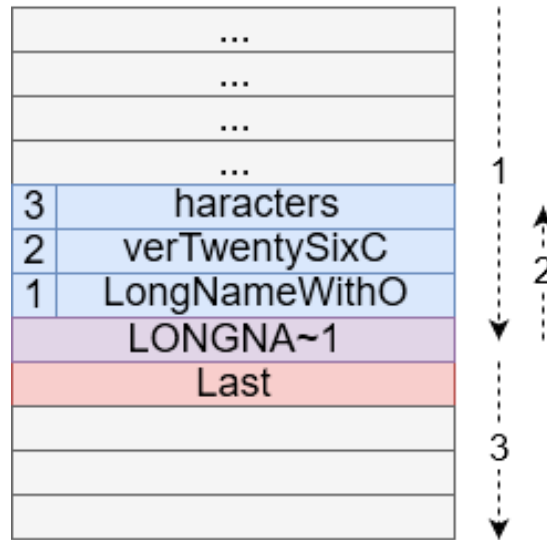 ...
...
...
...
3 haracters
2 verTwentySixC
1 LongNameWithO
LONGNA~1
Last
1
2
3